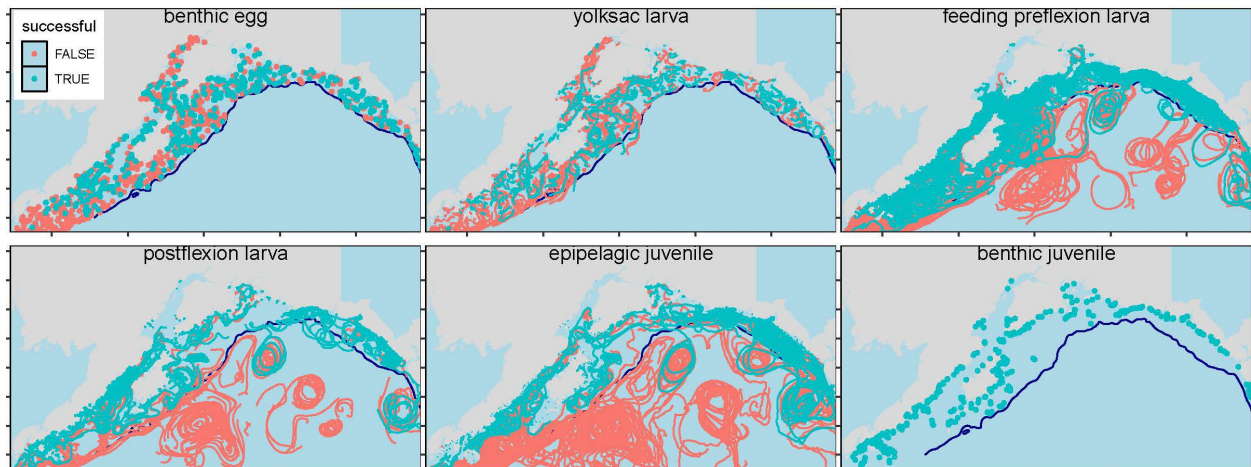 benthic egg
yolksac larva
feeding preflexion larva
successful
FALSE
TRUE
postflexion larva
epipelagic juvenile
benthic juvenile